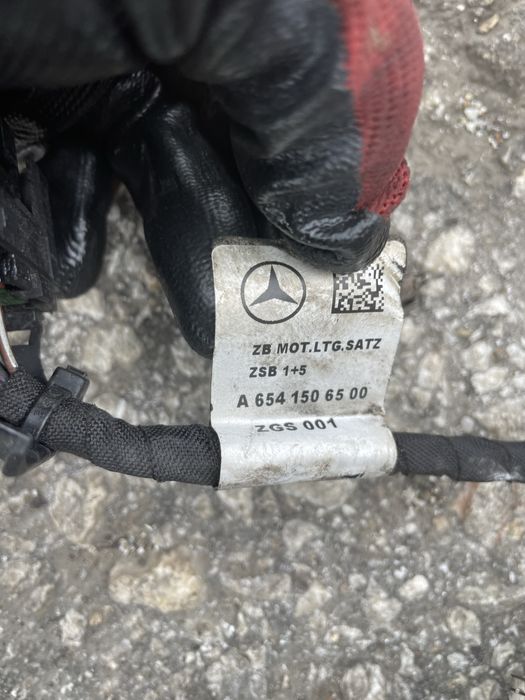 ZB MOT.LTG.SATZ
ZSB 1+5
A 654 150 65 00
ZGS 001